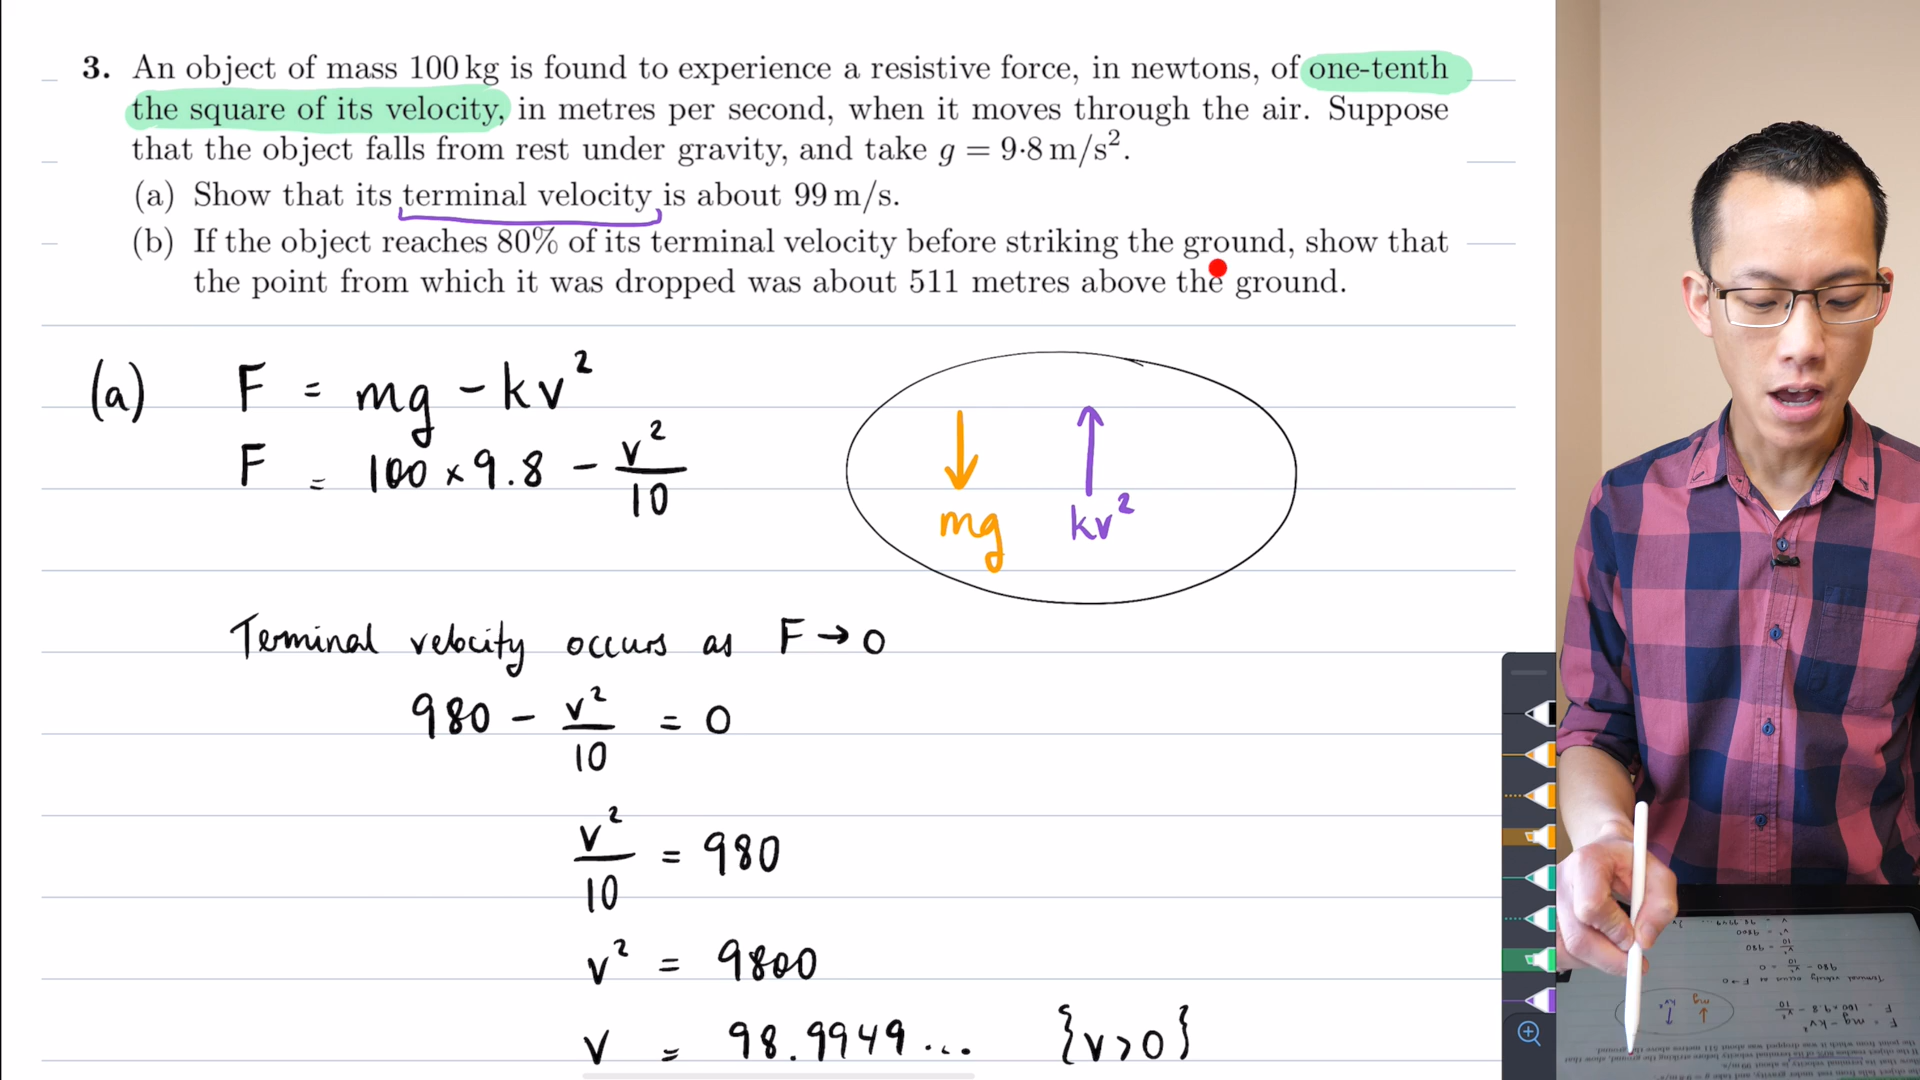 3. An object of mass 100 kg is found to experience a resistive force, in newtons, of one-tenth
the square of its velocity, in metres per second, when it moves through the air. Suppose
that the object falls from rest under gravity, and take g = 9·8 m/s².
(a) Show that its terminal velocity is about 99 m/s.
(b) If the object reaches 80% of its terminal velocity before striking the ground, show that
the point from which it was dropped was about 511 metres above the ground.
(a) F = mg - kv²
F = 100 × 9.8 - v²/10
mg
kv²
Terminal velocity occurs as F → 0
980 - v²/10 = 0
v²/10 = 980
v² = 9800
v = 98.9949... {v>0}